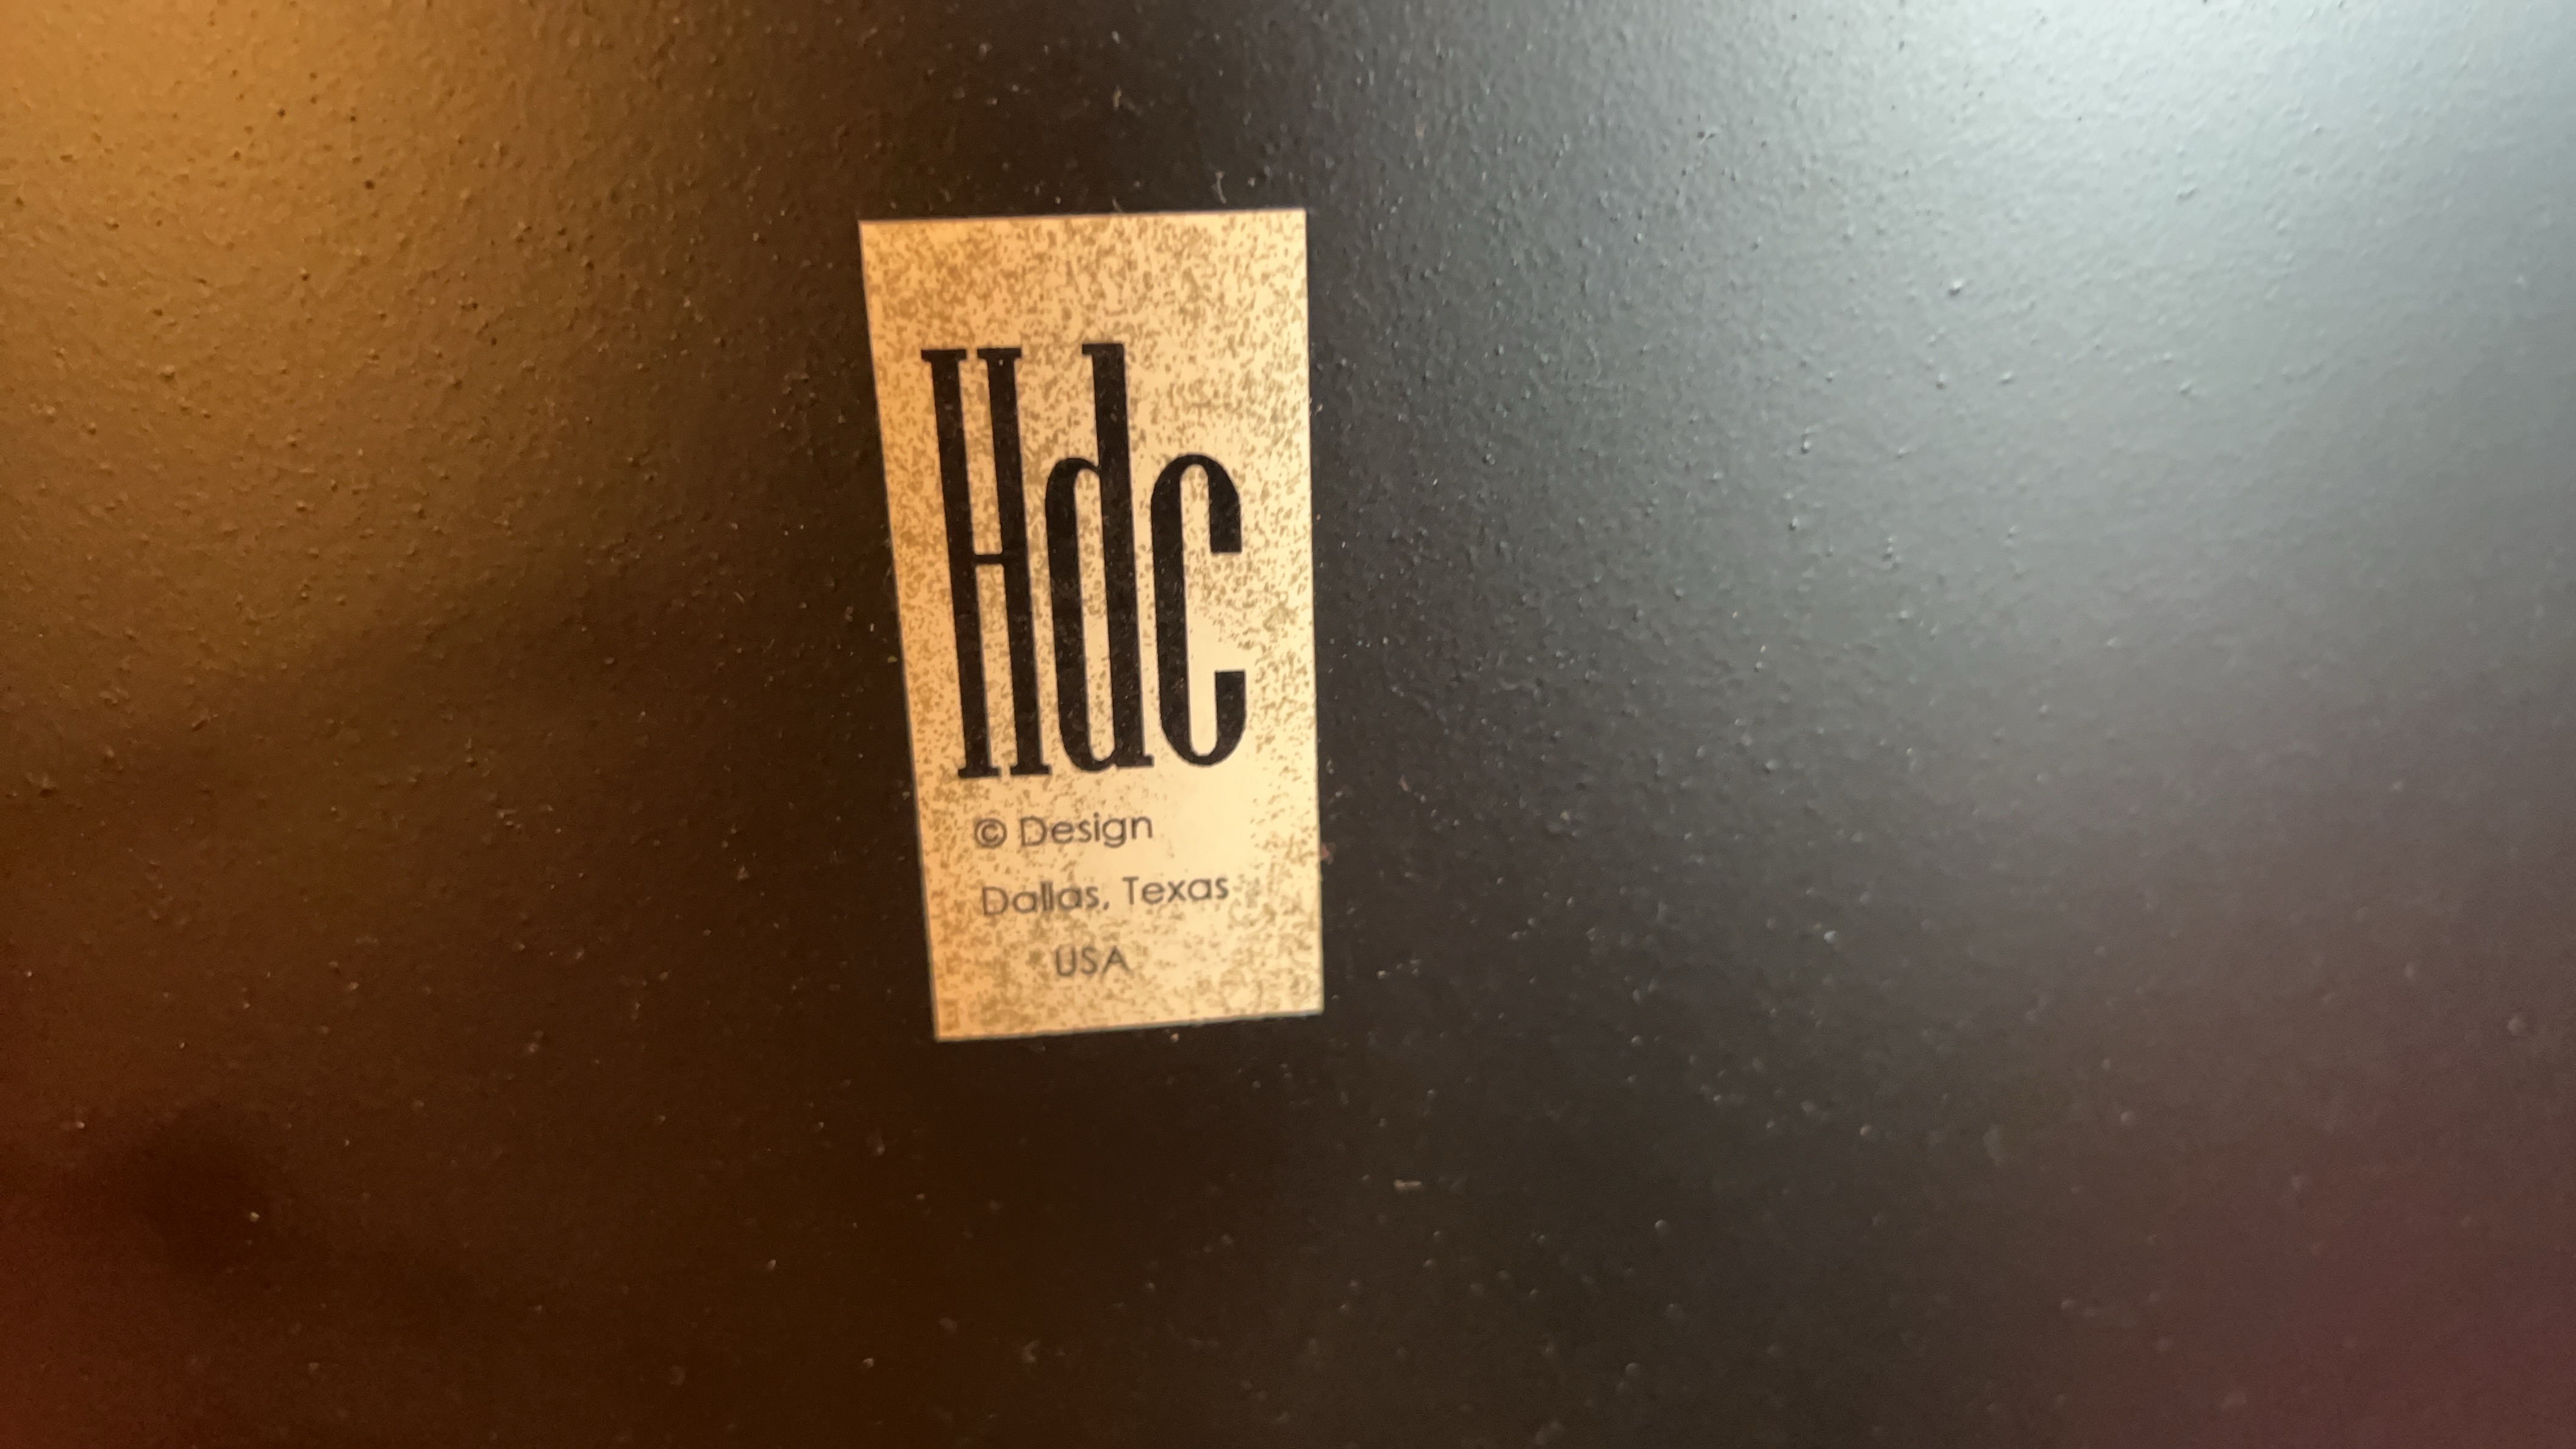 Hdc
© Design
Dallas, Texas
USA